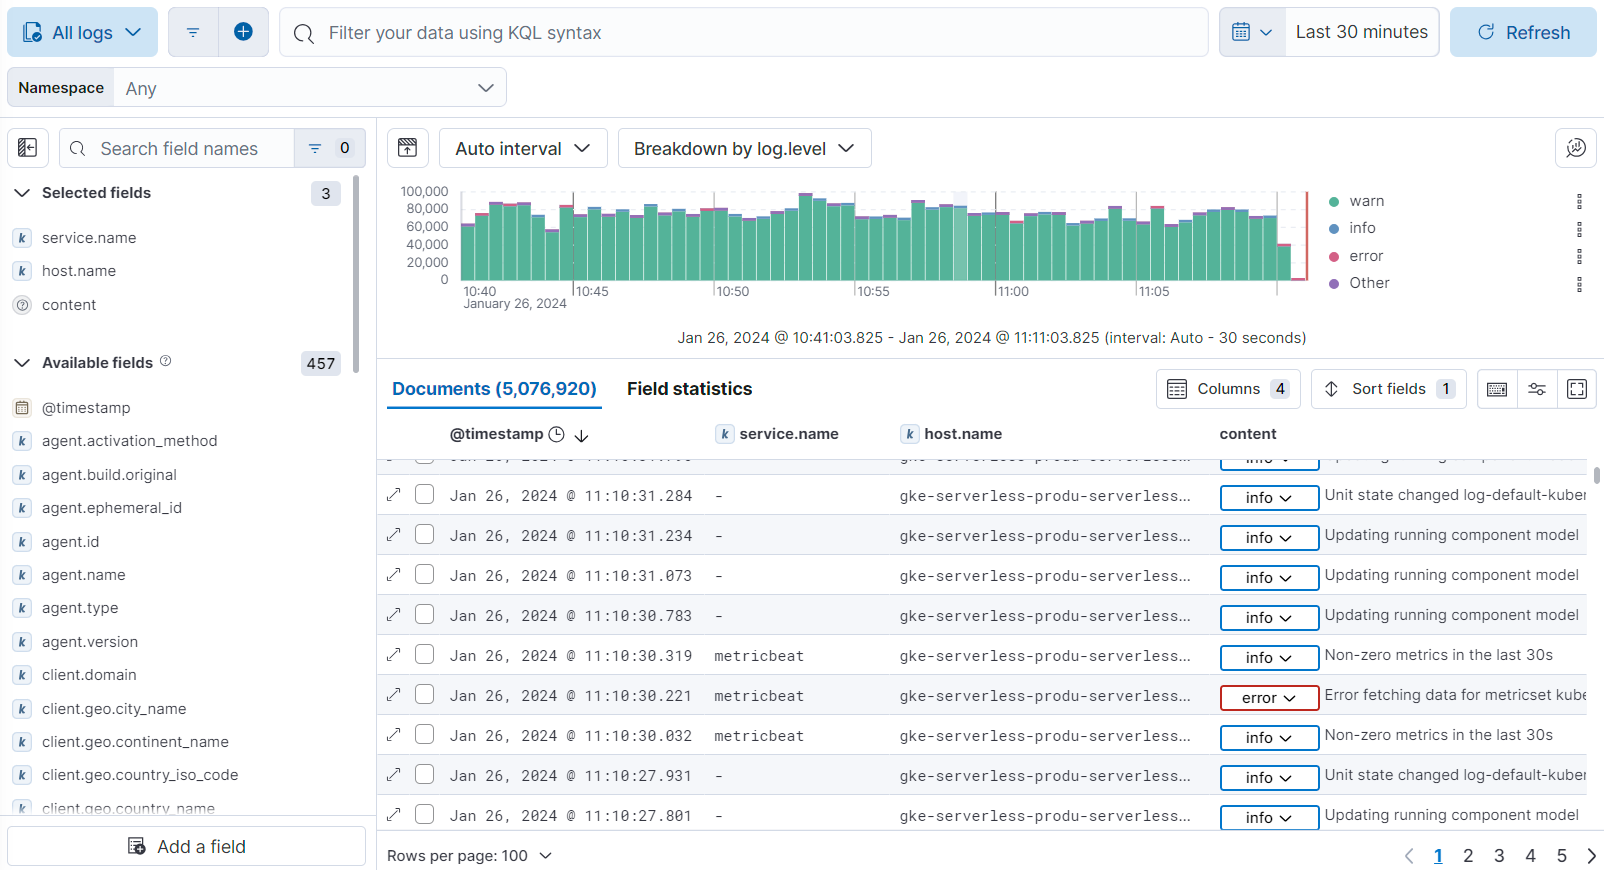 All logs
Filter your data using KQL syntax
Last 30 minutes
Refresh
Namespace
Any
Search field names
0
Auto interval
Breakdown by log.level
Selected fields
3
service.name
host.name
content
Available fields
457
@timestamp
agent.activation_method
agent.build.original
agent.ephemeral_id
agent.id
agent.name
agent.type
agent.version
client.domain
client.geo.city_name
client.geo.continent_name
client.geo.country_iso_code
client.geo.country_name
Add a field
100,000
80,000
60,000
40,000
20,000
0
10:40
January 26, 2024
10:45
10:50
10:55
11:00
11:05
warn
info
error
Other
Jan 26, 2024 @ 10:41:03.825 - Jan 26, 2024 @ 11:11:03.825 (interval: Auto - 30 seconds)
Documents (5,076,920)
Field statistics
Columns 4
Sort fields 1
@timestamp
k service.name
k host.name
content
Jan 26, 2024 @ 11:10:31.284 - gke-serverless-produ-serverless... info Unit state changed log-default-kuber
Jan 26, 2024 @ 11:10:31.234 - gke-serverless-produ-serverless... info Updating running component model
Jan 26, 2024 @ 11:10:31.073 - gke-serverless-produ-serverless... info Updating running component model
Jan 26, 2024 @ 11:10:30.783 - gke-serverless-produ-serverless... info Updating running component model
Jan 26, 2024 @ 11:10:30.319 metricbeat gke-serverless-produ-serverless... info Non-zero metrics in the last 30s
Jan 26, 2024 @ 11:10:30.221 metricbeat gke-serverless-produ-serverless... error Error fetching data for metricset kube
Jan 26, 2024 @ 11:10:30.032 metricbeat gke-serverless-produ-serverless... info Non-zero metrics in the last 30s
Jan 26, 2024 @ 11:10:27.931 - gke-serverless-produ-serverless... info Unit state changed log-default-kuber
Jan 26, 2024 @ 11:10:27.801 - gke-serverless-produ-serverless... info Updating running component model
Rows per page: 100
1 2 3 4 5